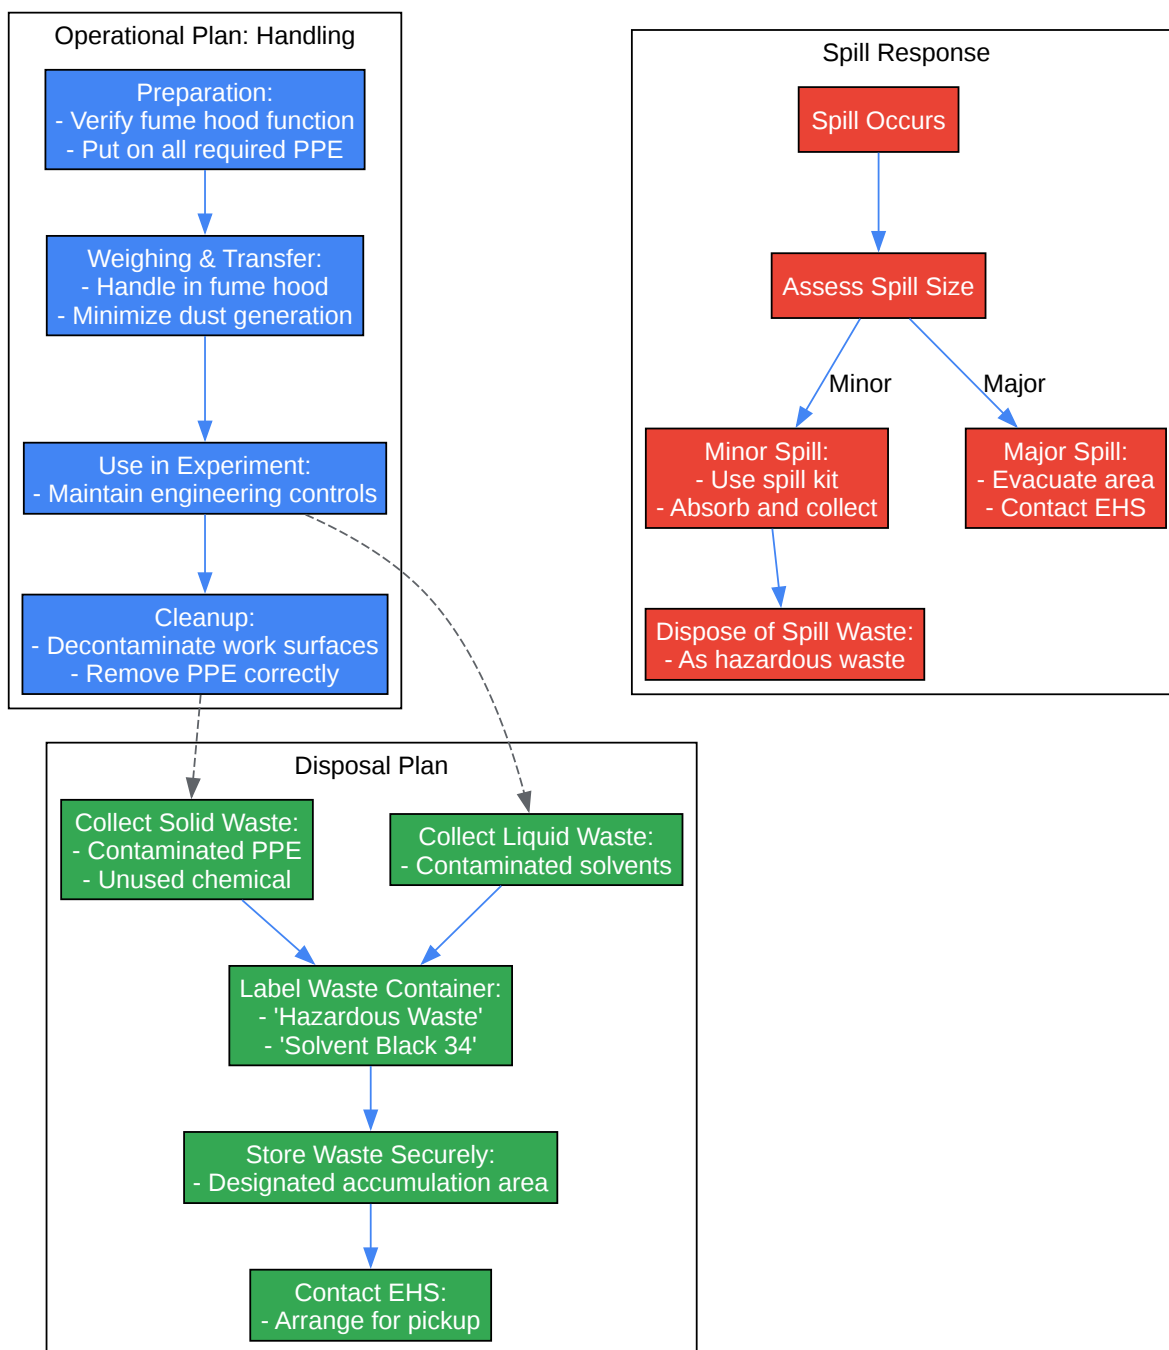 Operational Plan: Handling
Preparation:
- Verify fume hood function
- Put on all required PPE
Weighing & Transfer:
- Handle in fume hood
- Minimize dust generation
Use in Experiment:
- Maintain engineering controls
Cleanup:
- Decontaminate work surfaces
- Remove PPE correctly
Spill Response
Spill Occurs
Assess Spill Size
Minor
Major
Minor Spill:
- Use spill kit
- Absorb and collect
Major Spill:
- Evacuate area
- Contact EHS
Dispose of Spill Waste:
- As hazardous waste
Disposal Plan
Collect Solid Waste:
- Contaminated PPE
- Unused chemical
Collect Liquid Waste:
- Contaminated solvents
Label Waste Container:
- 'Hazardous Waste'
- 'Solvent Black 34'
Store Waste Securely:
- Designated accumulation area
Contact EHS:
- Arrange for pickup